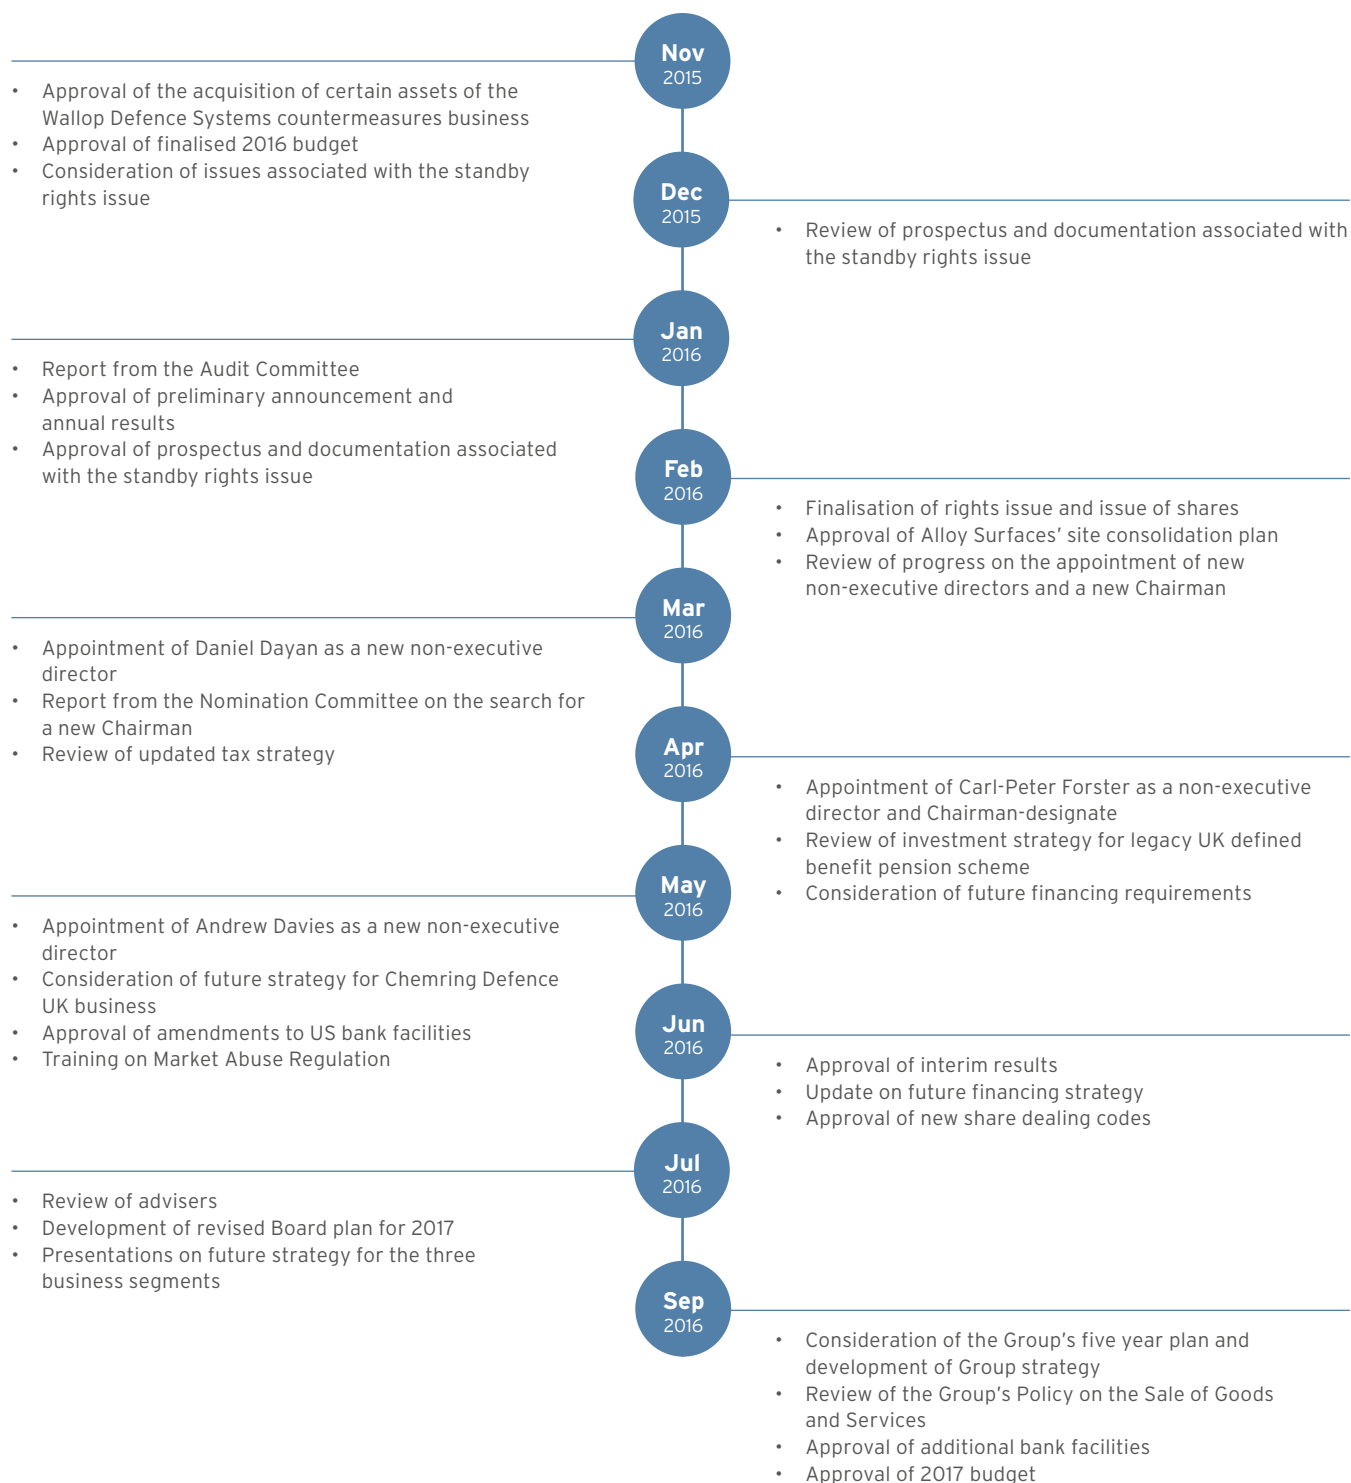 Nov
2015
• Approval of the acquisition of certain assets of the
Wallop Defence Systems countermeasures business
• Approval of finalised 2016 budget
• Consideration of issues associated with the standby
rights issue
Dec
2015
• Review of prospectus and documentation associated with
the standby rights issue
Jan
2016
• Report from the Audit Committee
• Approval of preliminary announcement and
annual results
• Approval of prospectus and documentation associated
with the standby rights issue
Feb
2016
• Finalisation of rights issue and issue of shares
• Approval of Alloy Surfaces’ site consolidation plan
• Review of progress on the appointment of new
non-executive directors and a new Chairman
Mar
2016
• Appointment of Daniel Dayan as a new non-executive
director
• Report from the Nomination Committee on the search for
a new Chairman
• Review of updated tax strategy
Apr
2016
• Appointment of Carl-Peter Forster as a non-executive
director and Chairman-designate
• Review of investment strategy for legacy UK defined
benefit pension scheme
• Consideration of future financing requirements
May
2016
• Appointment of Andrew Davies as a new non-executive
director
• Consideration of future strategy for Chemring Defence
UK business
• Approval of amendments to US bank facilities
• Training on Market Abuse Regulation
Jun
2016
• Approval of interim results
• Update on future financing strategy
• Approval of new share dealing codes
Jul
2016
• Review of advisers
• Development of revised Board plan for 2017
• Presentations on future strategy for the three
business segments
Sep
2016
• Consideration of the Group’s five year plan and
development of Group strategy
• Review of the Group’s Policy on the Sale of Goods
and Services
• Approval of additional bank facilities
• Approval of 2017 budget